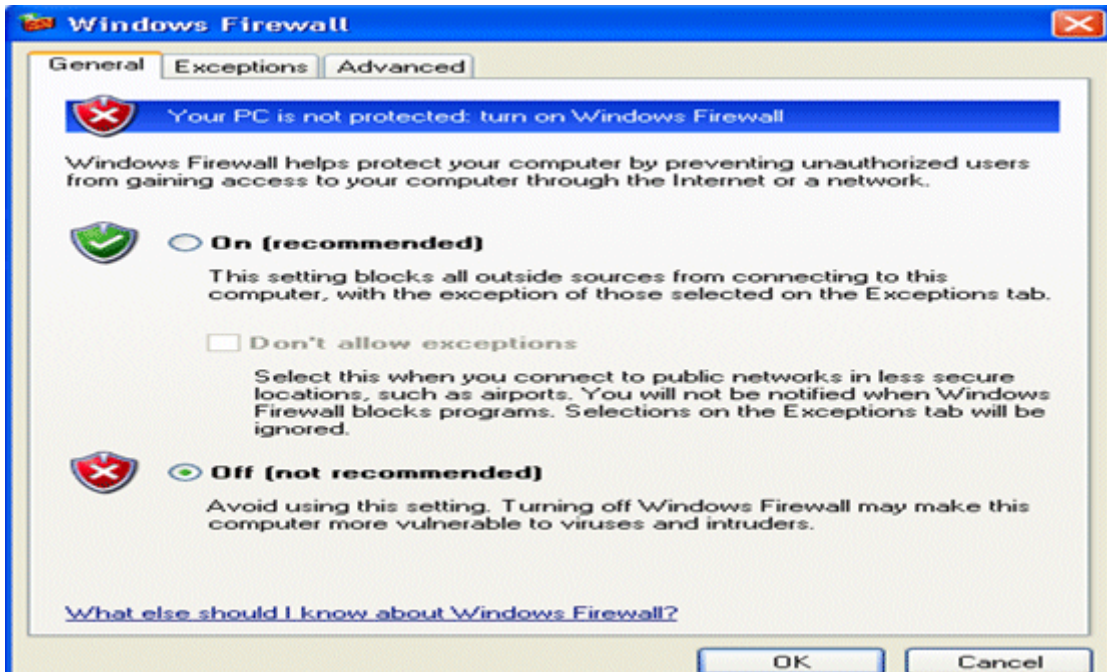 Windows Firewall
General Exceptions Advanced
Your PC is not protected: turn on Windows Firewall
Windows Firewall helps protect your computer by preventing unauthorized users
from gaining access to your computer through the Internet or a network.
On (recommended)
This setting blocks all outside sources from connecting to this
computer, with the exception of those selected on the Exceptions tab.
Don't allow exceptions
Select this when you connect to public networks in less secure
locations, such as airports. You will not be notified when Windows
Firewall blocks programs. Selections on the Exceptions tab will be
ignored.
Off (not recommended)
Avoid using this setting. Turning off Windows Firewall may make this
computer more vulnerable to viruses and intruders.
What else should I know about Windows Firewall?
OK Cancel